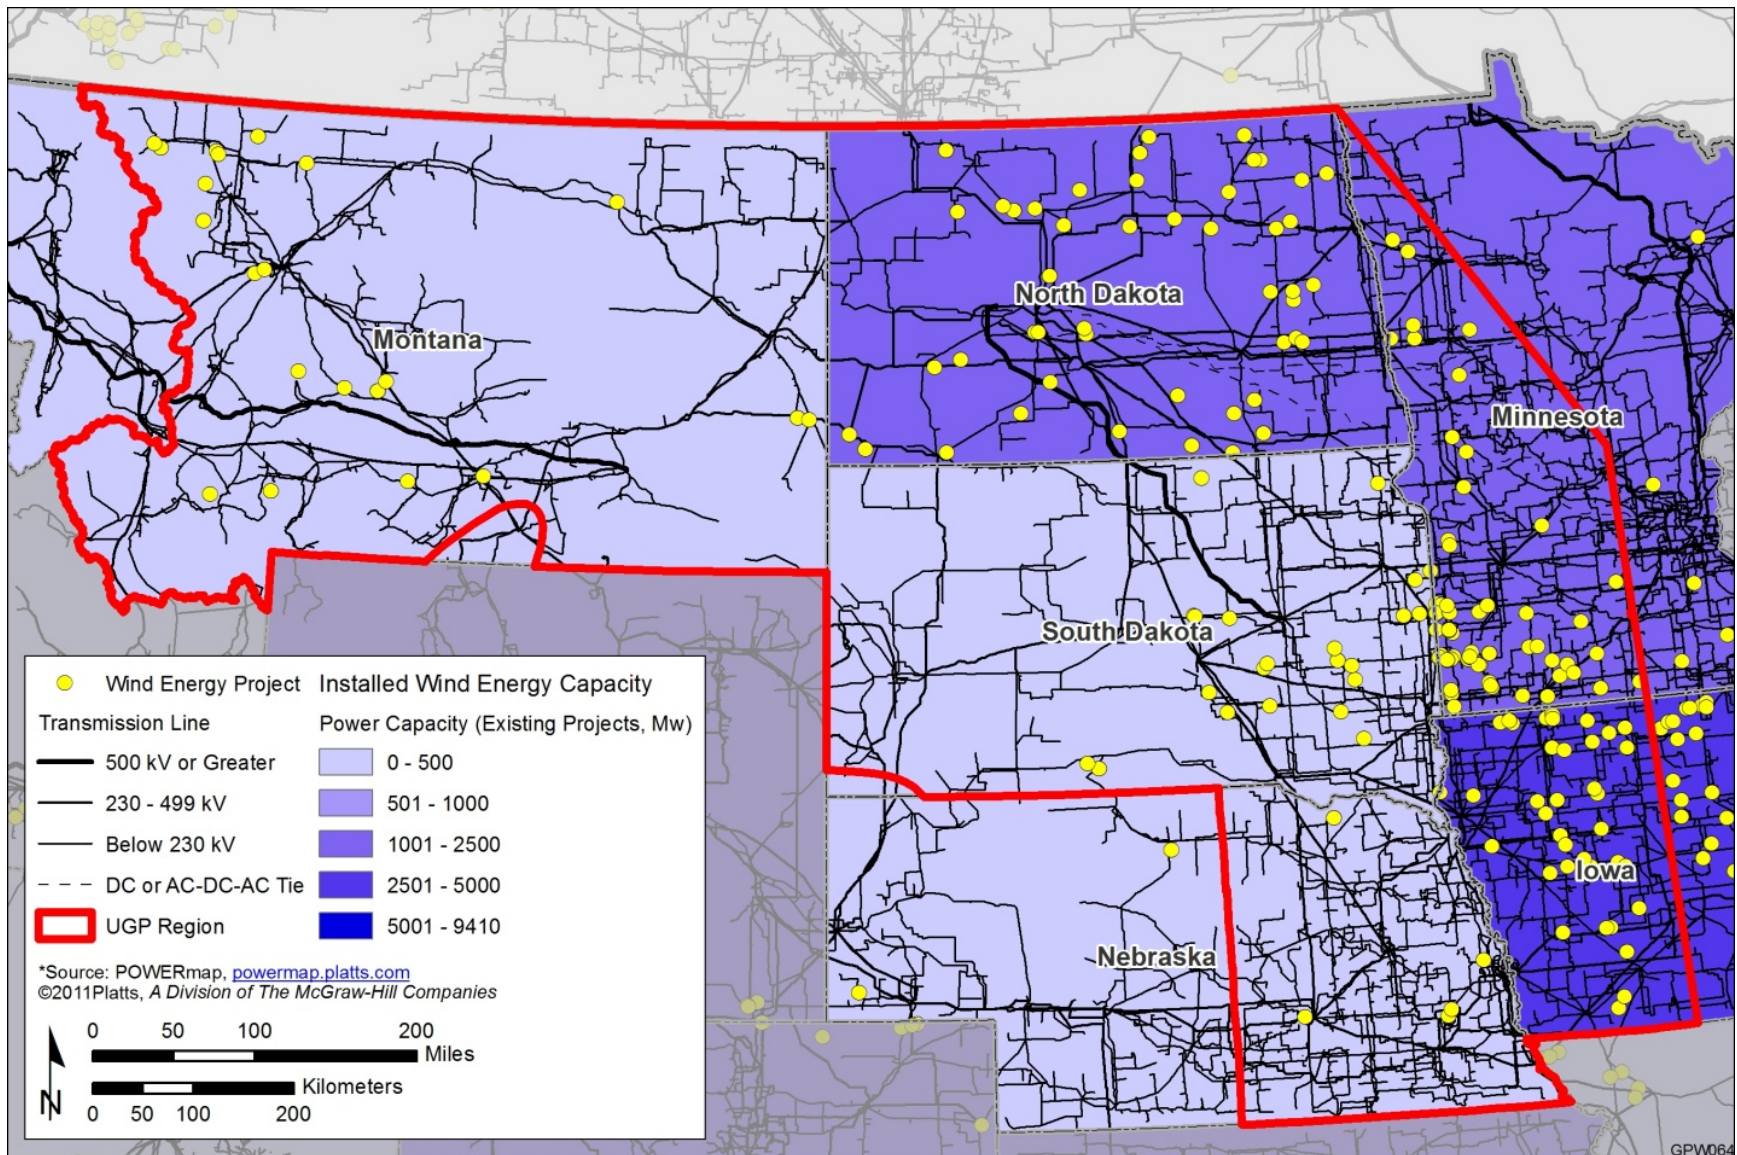 North Dakota
Montana
Minnesota
South Dakota
Iowa
Nebraska
Wind Energy Project
Transmission Line
500 kV or Greater
230 - 499 kV
Below 230 kV
DC or AC-DC-AC Tie
UGP Region
Installed Wind Energy Capacity
Power Capacity (Existing Projects, Mw)
0 - 500
501 - 1000
1001 - 2500
2501 - 5000
5001 - 9410
*Source: POWERmap, powermap.platts.com
©2011Platts, A Division of The McGraw-Hill Companies
N
0 50 100 200
Miles
Kilometers
0 50 100 200
GPW064